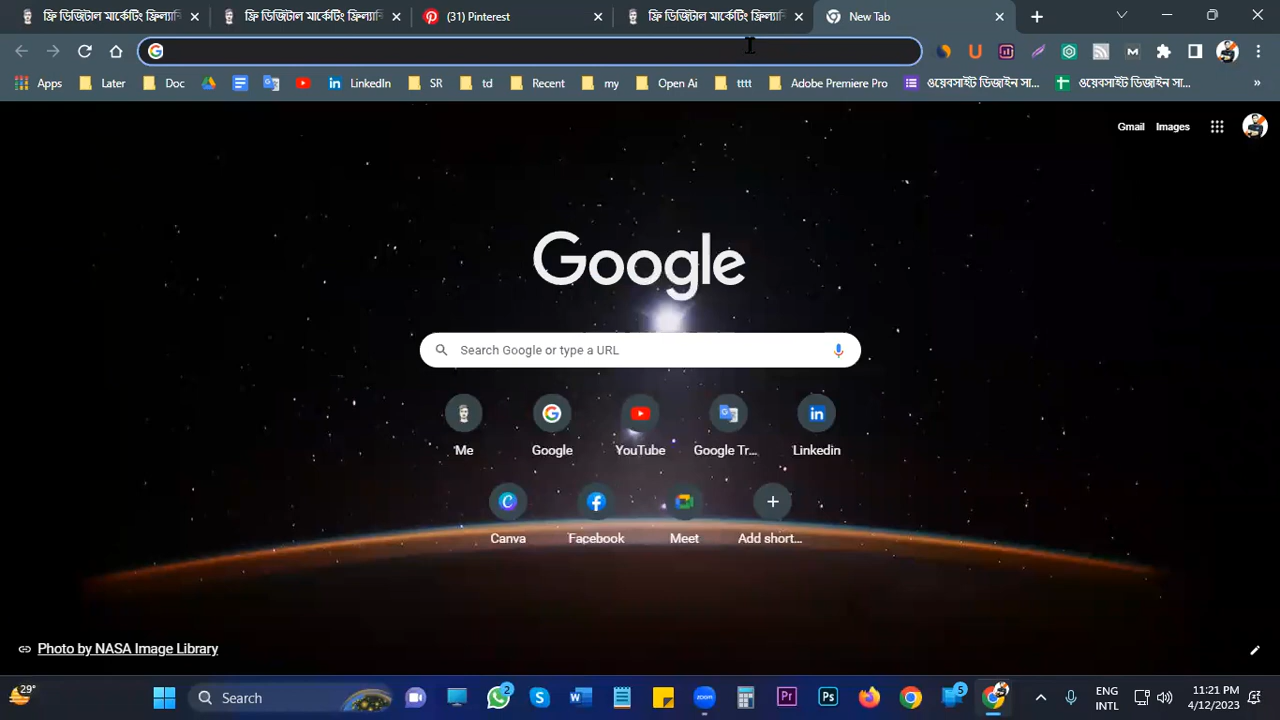 ফ্রি ডিজিটাল মার্কেটিং ফ্রিল্যান্সি
ফ্রি ডিজিটাল মার্কেটিং ফ্রিল্যান্সি
(31) Pinterest
ফ্রি ডিজিটাল মার্কেটিং ফ্রিল্যান্সি
New Tab
Apps
Later
Doc
LinkedIn
SR
td
Recent
my
Open Ai
tttt
Adobe Premiere Pro
ওয়েবসাইট ডিজাইন সা...
ওয়েবসাইট ডিজাইন সা...
»
Gmail Images
Google
Search Google or type a URL
Me
Google
YouTube
Google Tr...
Linkedin
Canva
Facebook
Meet
Add short...
Photo by NASA Image Library
29°
Search
2
5
ENG
INTL
11:21 PM
4/12/2023